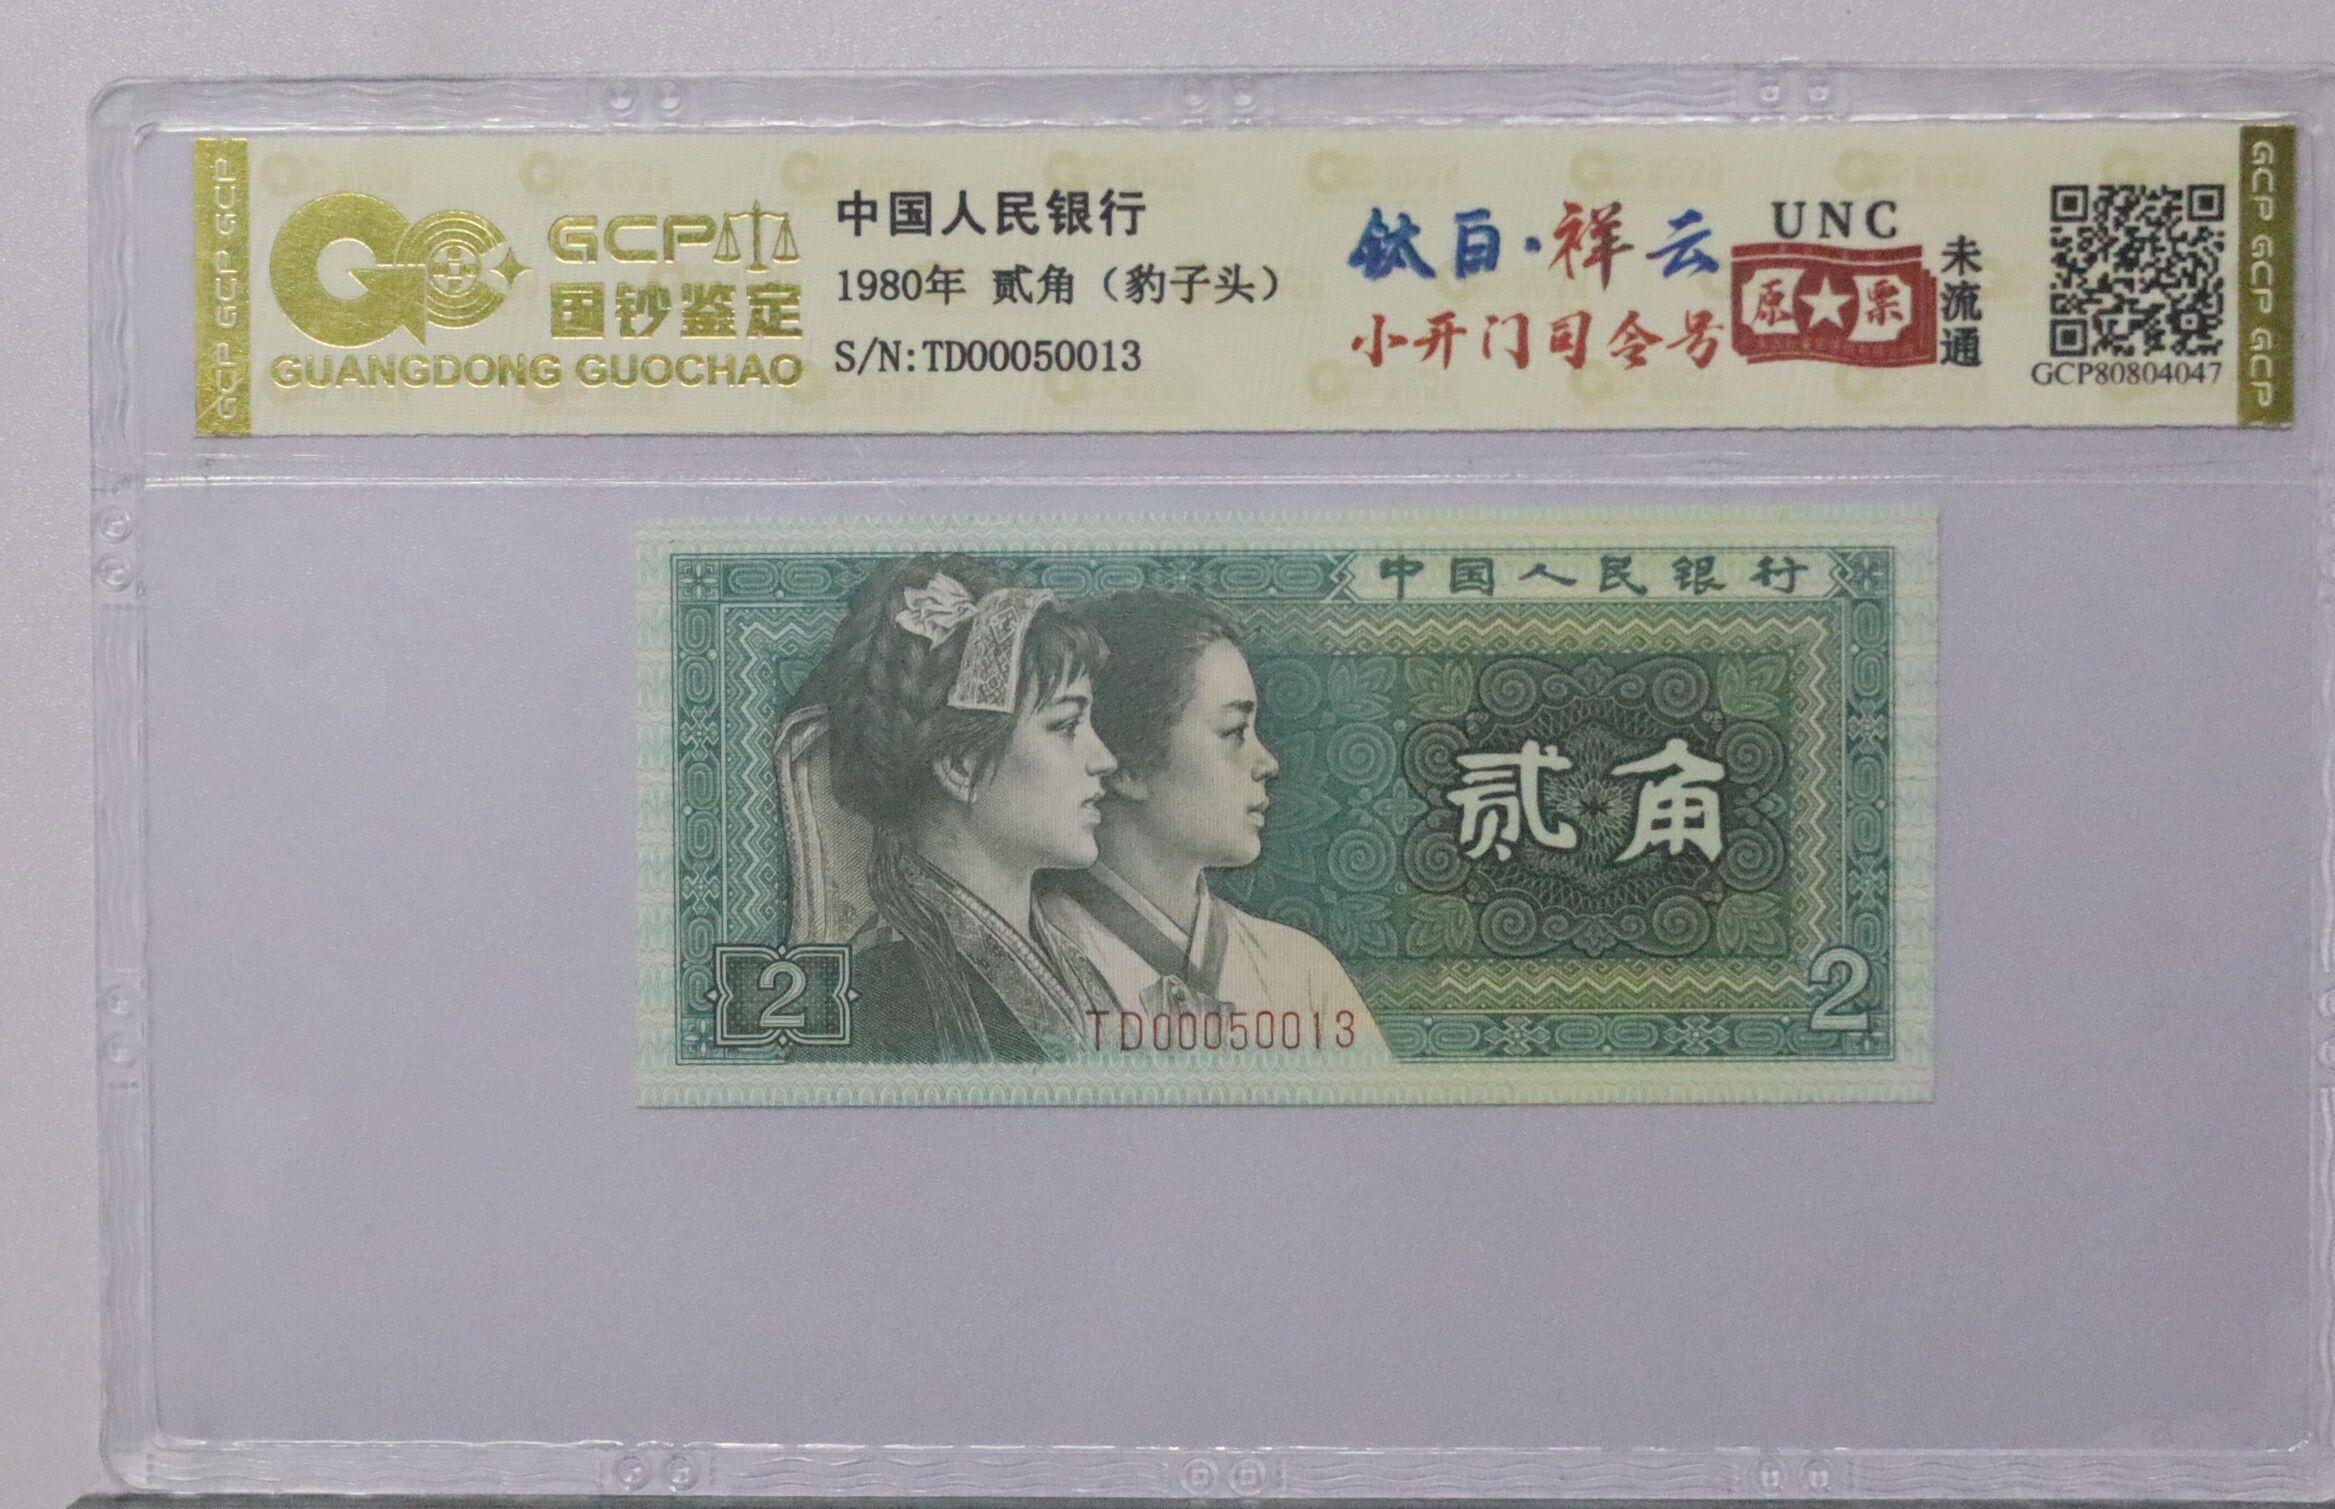 GCP GCP GCP
GCP
国钞鉴定
GUANGDONG GUOCHAO
中国人民银行
1980年 贰角（豹子头）
S/N:TD00050013
钛白·祥云
小开门司令号
UNC
原★票
未流通
GCP80804047
GCP GCP GCP
中国人民银行
贰角
2
TD00050013
2